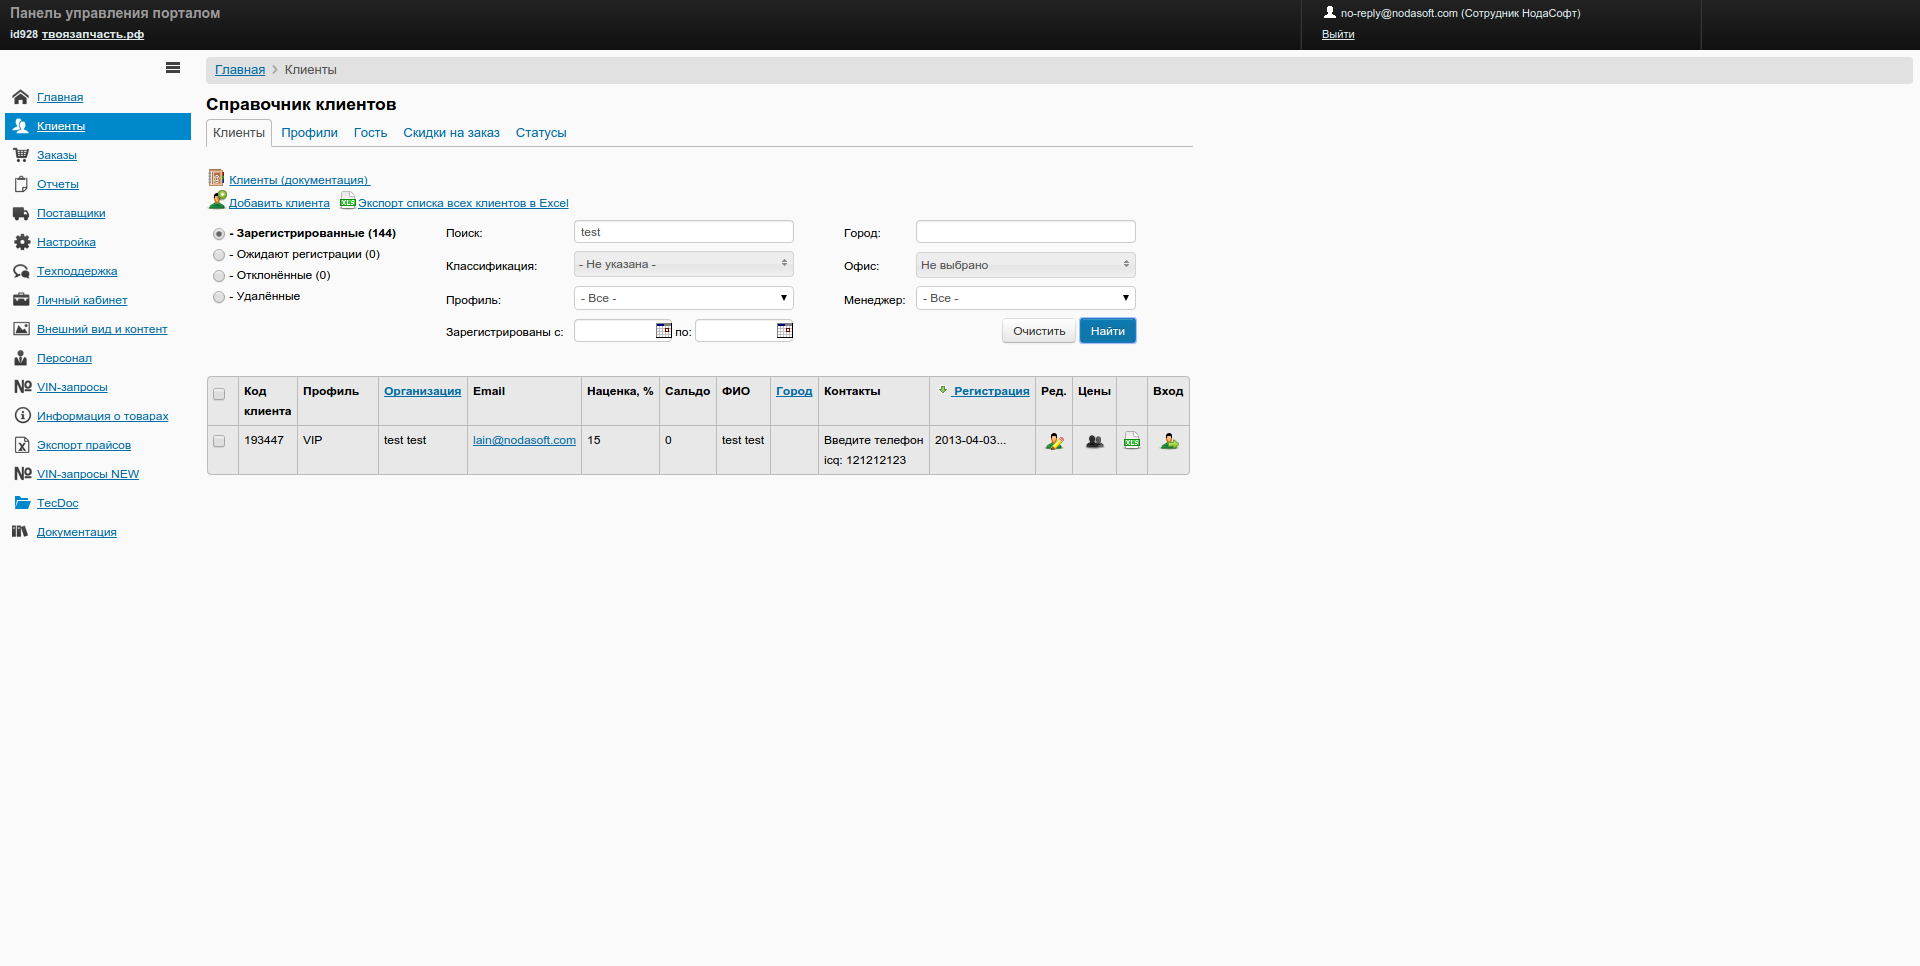 Панель управления порталом
id928 твоязапчасть.рф
no-reply@nodasoft.com (Сотрудник НодаСофт)
Выйти
Главная
Клиенты
Заказы
Отчеты
Поставщики
Настройка
Техподдержка
Личный кабинет
Внешний вид и контент
Персонал
VIN-запросы
Информация о товарах
Экспорт прайсов
VIN-запросы NEW
TecDoc
Документация
Главная > Клиенты
Справочник клиентов
Клиенты Профили Гость Скидки на заказ Статусы
Клиенты (документация)
Добавить клиента Экспорт списка всех клиентов в Excel
- Зарегистрированные (144)
- Ожидают регистрации (0)
- Отклонённые (0)
- Удалённые
Поиск: test
Классификация: - Не указана -
Профиль: - Все -
Зарегистрированы с: по:
Город:
Офис: Не выбрано
Менеджер: - Все -
Очистить Найти
Код клиента Профиль Организация Email Наценка, % Сальдо ФИО Город Контакты Регистрация Ред. Цены Вход
193447 VIP test test lain@nodasoft.com 15 0 test test Введите телефон 2013-04-03...
icq: 121212123